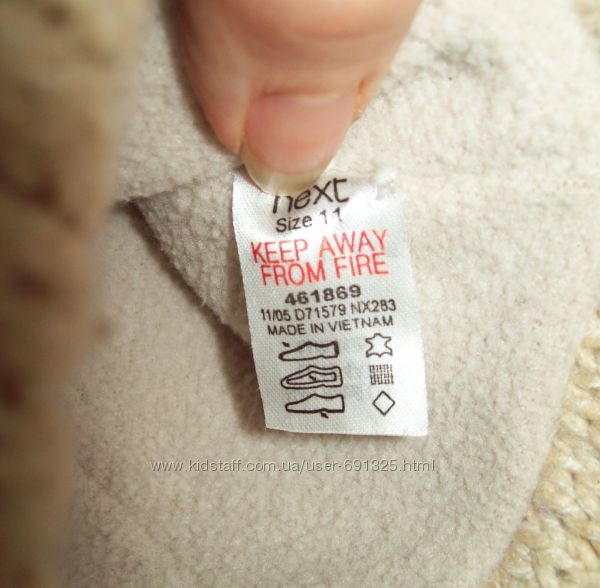 next
Size 11
KEEP AWAY
FROM FIRE
461869
11/05 D71579 NX283
MADE IN VIETNAM
www.kidstaff.com.ua/user-691325.html